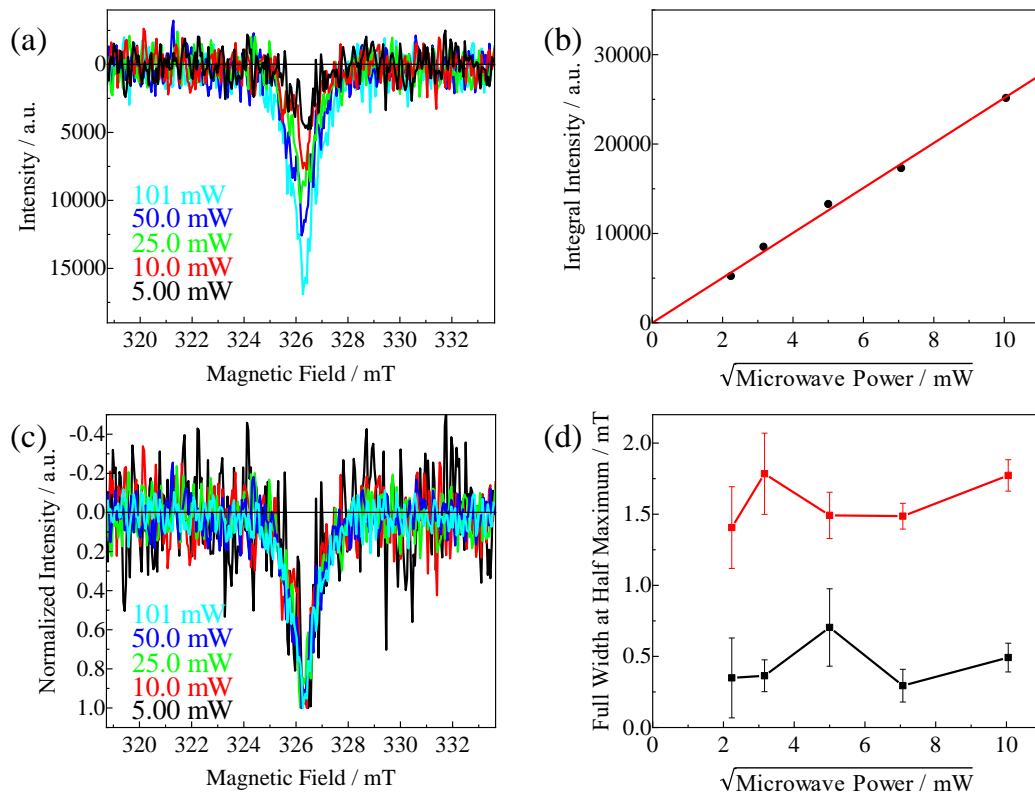 (a)
Intensity / a.u.
0
5000
10000
15000
101 mW
50.0 mW
25.0 mW
10.0 mW
5.00 mW
320 322 324 326 328 330 332
Magnetic Field / mT
(b)
Integral Intensity / a.u.
30000
20000
10000
0
0 2 4 6 8 10
√Microwave Power / mW
(c)
Normalized Intensity / a.u.
-0.4
-0.2
0.0
0.2
0.4
0.6
0.8
1.0
101 mW
50.0 mW
25.0 mW
10.0 mW
5.00 mW
320 322 324 326 328 330 332
Magnetic Field / mT
(d)
Full Width at Half Maximum / mT
2.0
1.5
1.0
0.5
0.0
0 2 4 6 8 10
√Microwave Power / mW